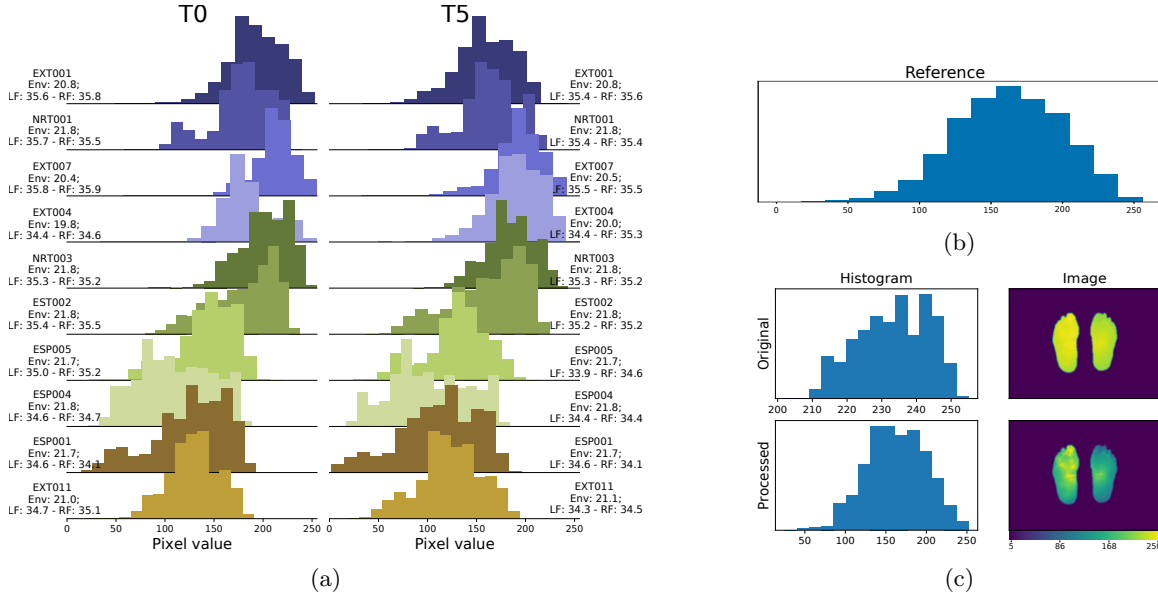 T0
T5
EXT001
Env: 20.8;
LF: 35.6 - RF: 35.8
NRT001
Env: 21.8;
LF: 35.7 - RF: 35.5
EXT007
Env: 20.4;
LF: 35.8 - RF: 35.9
EXT004
Env: 19.8;
LF: 34.4 - RF: 34.6
NRT003
Env: 21.8;
LF: 35.3 - RF: 35.2
EST002
Env: 21.8;
LF: 35.4 - RF: 35.5
ESP005
Env: 21.7;
LF: 35.0 - RF: 35.2
ESP004
Env: 21.8;
LF: 34.6 - RF: 34.7
ESP001
Env: 21.7;
LF: 34.6 - RF: 34.1
EXT011
Env: 21.0;
LF: 34.7 - RF: 35.1
0 50 100 150 200 250
Pixel value
EXT001
Env: 20.8;
LF: 35.4 - RF: 35.6
NRT001
Env: 21.8;
LF: 35.4 - RF: 35.4
EXT007
Env: 20.5;
LF: 35.5 - RF: 35.5
EXT004
Env: 20.0;
LF: 34.4 - RF: 35.3
NRT003
Env: 21.8;
LF: 35.3 - RF: 35.2
EST002
Env: 21.8;
LF: 35.2 - RF: 35.2
ESP005
Env: 21.7;
LF: 33.9 - RF: 34.6
ESP004
Env: 21.8;
LF: 34.4 - RF: 34.4
ESP001
Env: 21.7;
LF: 34.6 - RF: 34.1
EXT011
Env: 21.1;
LF: 34.3 - RF: 34.5
0 50 100 150 200 250
Pixel value
(a)
Reference
0 50 100 150 200 250
(b)
Histogram
Image
Original
200 210 220 230 240 250
Processed
50 100 150 200 250
5 86 168 250
(c)